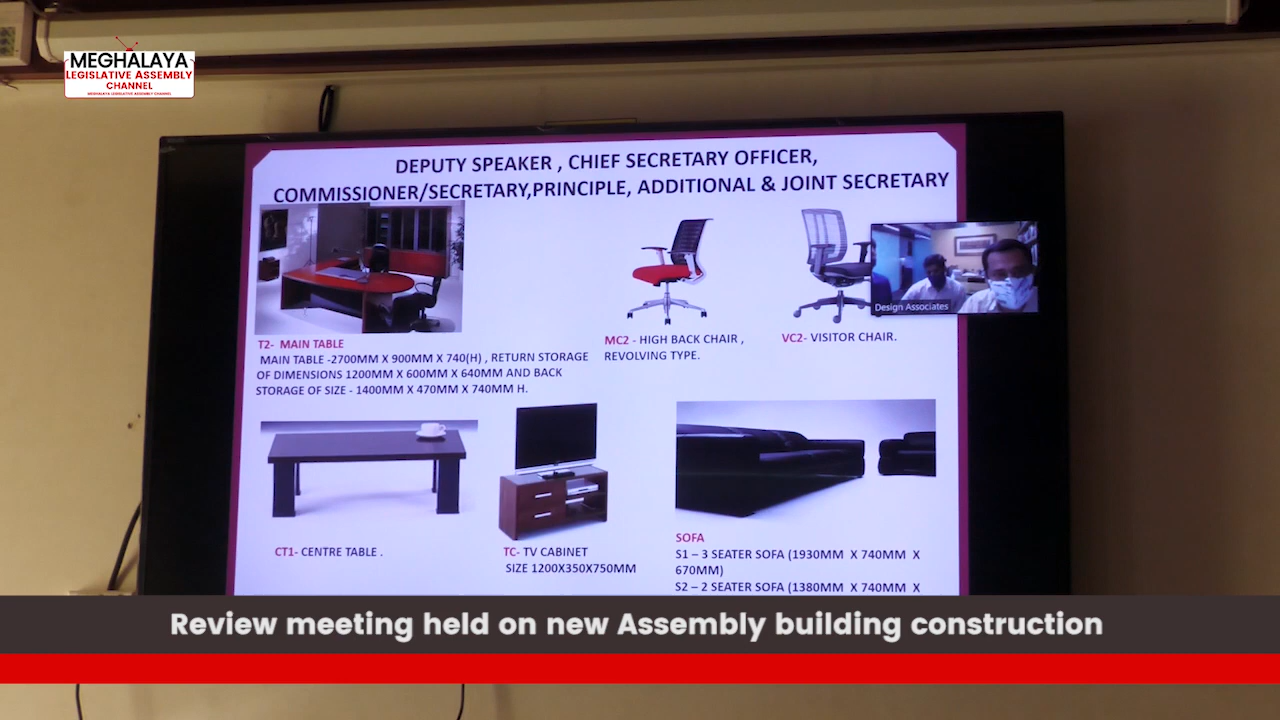 MEGHALAYA
LEGISLATIVE ASSEMBLY
CHANNEL
MEGHALAYA LEGISLATIVE ASSEMBLY CHANNEL
DEPUTY SPEAKER , CHIEF SECRETARY OFFICER,
COMMISSIONER/SECRETARY,PRINCIPLE, ADDITIONAL & JOINT SECRETARY
Design Associates
T2- MAIN TABLE
MAIN TABLE -2700MM X 900MM X 740(H) , RETURN STORAGE
OF DIMENSIONS 1200MM X 600MM X 640MM AND BACK
STORAGE OF SIZE - 1400MM X 470MM X 740MM H.
MC2 - HIGH BACK CHAIR ,
REVOLVING TYPE.
VC2- VISITOR CHAIR.
CT1- CENTRE TABLE .
TC- TV CABINET
SIZE 1200X350X750MM
SOFA
S1 – 3 SEATER SOFA (1930MM X 740MM X
670MM)
S2 – 2 SEATER SOFA (1380MM X 740MM X
Review meeting held on new Assembly building construction